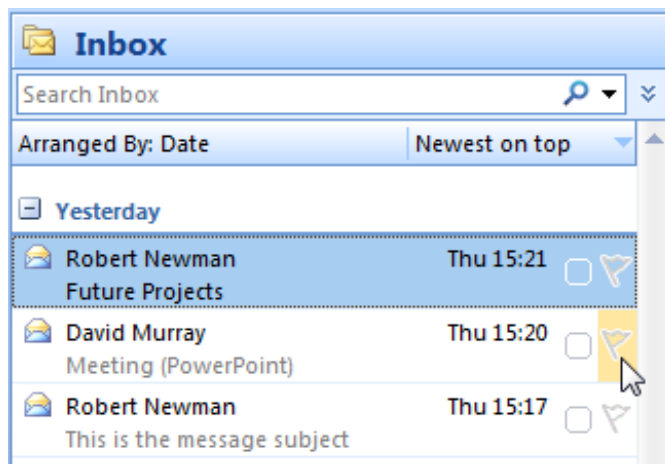 Inbox
Search Inbox
Arranged By: Date Newest on top
Yesterday
Robert Newman Thu 15:21
Future Projects
David Murray Thu 15:20
Meeting (PowerPoint)
Robert Newman Thu 15:17
This is the message subject